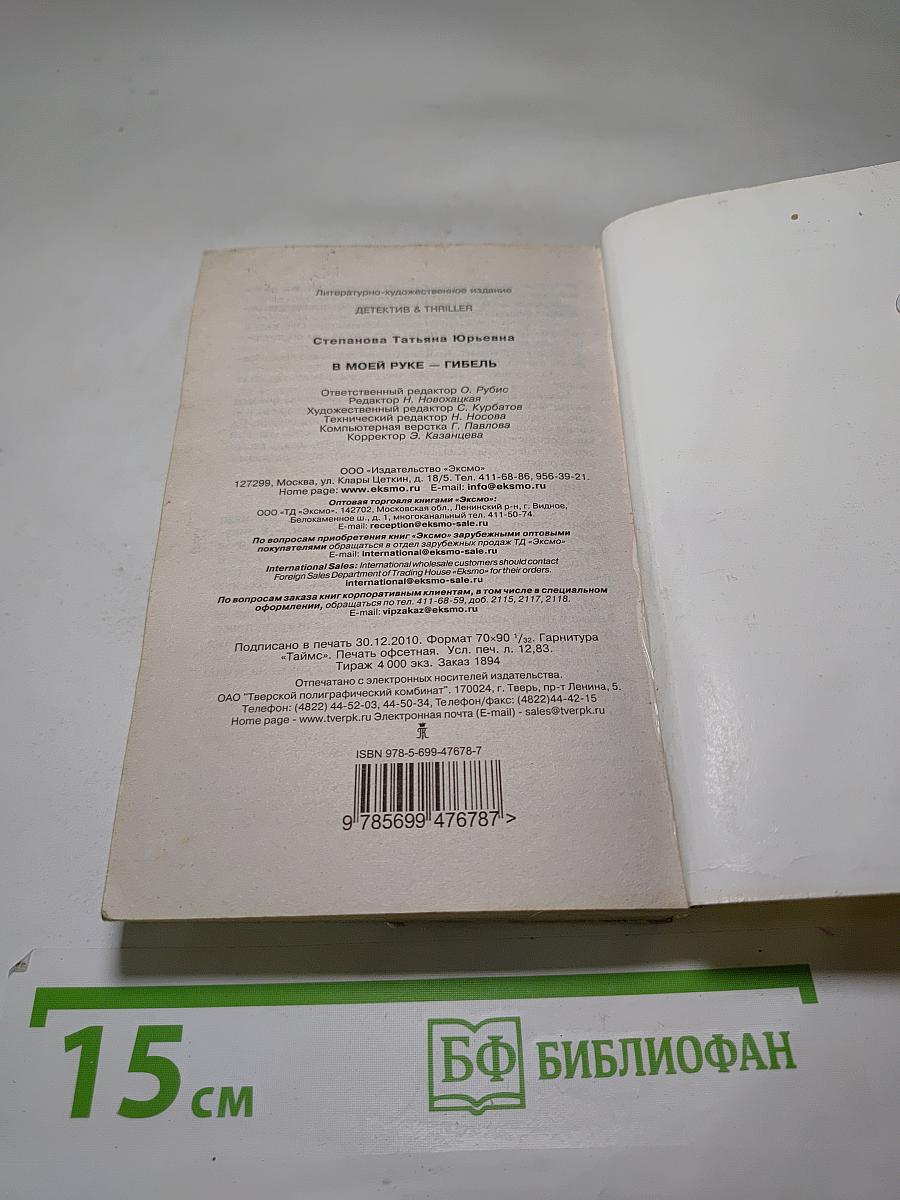 Литературно-художественное издание
ДЕТЕКТИВ & THRILLER
Степанова Татьяна Юрьевна
В МОЕЙ РУКЕ — ГИБЕЛЬ
Ответственный редактор О. Рубис
Редактор Н. Новохацкая
Художественный редактор С. Курбатов
Технический редактор Н. Носова
Компьютерная верстка Г. Павлова
Корректор Э. Казанцева
ООО «Издательство «Эксмо»
127299, Москва, ул. Клары Цеткин, д. 18/5. Тел. 411-68-86, 956-39-21.
Home page: www.eksmo.ru E-mail: info@eksmo.ru
Оптовая торговля книгами «Эксмо»:
ООО «ТД «Эксмо». 142702, Московская обл., Ленинский р-н, г. Видное,
Белокаменное ш., д. 1, многоканальный тел. 411-50-74.
E-mail: reception@eksmo-sale.ru
По вопросам приобретения книг «Эксмо» зарубежными оптовыми
покупателями обращаться в отдел зарубежных продаж ТД «Эксмо»
E-mail: international@eksmo-sale.ru
International Sales: International wholesale customers should contact
Foreign Sales Department of Trading House «Eksmo» for their orders.
international@eksmo-sale.ru
По вопросам заказа книг корпоративным клиентам, в том числе в специальном
оформлении, обращаться по тел. 411-68-59, доб. 2115, 2117, 2118.
E-mail: vipzakaz@eksmo.ru
Подписано в печать 30.12.2010. Формат 70×90 1/32. Гарнитура
«Таймс». Печать офсетная. Усл. печ. л. 12,83.
Тираж 4 000 экз. Заказ 1894
Отпечатано с электронных носителей издательства.
ОАО "Тверской полиграфический комбинат". 170024, г. Тверь, пр-т Ленина, 5.
Телефон: (4822) 44-52-03, 44-50-34, Телефон/факс: (4822)44-42-15
Home page - www.tverpk.ru Электронная почта (E-mail) - sales@tverpk.ru
ISBN 978-5-699-47678-7
9 785699 476787 >
15 см
БФ БИБЛИОФАН